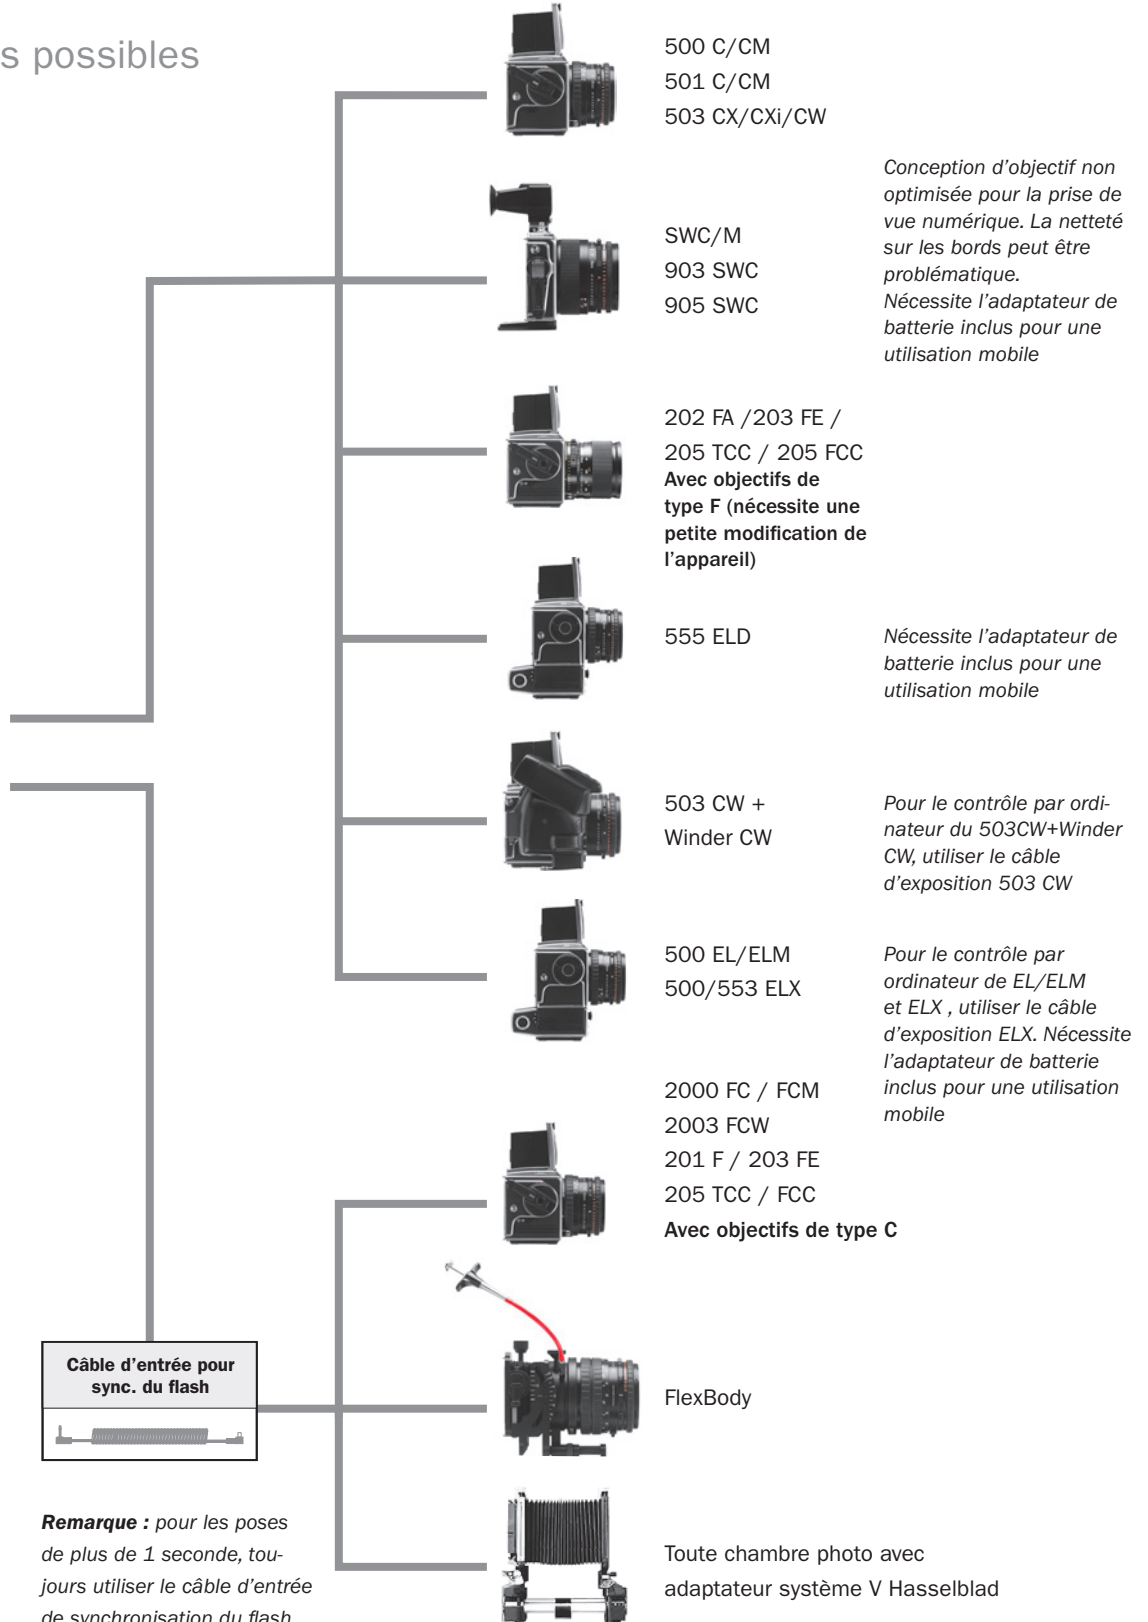 s possibles
500 C/CM
501 C/CM
503 CX/CXi/CW
Conception d’objectif non
optimisée pour la prise de
vue numérique. La netteté
sur les bords peut être
problématique.
Nécessite l’adaptateur de
batterie inclus pour une
utilisation mobile
SWC/M
903 SWC
905 SWC
202 FA /203 FE /
205 TCC / 205 FCC
Avec objectifs de
type F (nécessite une
petite modification de
l’appareil)
555 ELD
Nécessite l’adaptateur de
batterie inclus pour une
utilisation mobile
503 CW +
Winder CW
Pour le contrôle par ordi-
nateur du 503CW+Winder
CW, utiliser le câble
d’exposition 503 CW
500 EL/ELM
500/553 ELX
Pour le contrôle par
ordinateur de EL/ELM
et ELX , utiliser le câble
d’exposition ELX. Nécessite
l’adaptateur de batterie
inclus pour une utilisation
mobile
2000 FC / FCM
2003 FCW
201 F / 203 FE
205 TCC / FCC
Avec objectifs de type C
Câble d’entrée pour
sync. du flash
FlexBody
Remarque : pour les poses
de plus de 1 seconde, tou-
jours utiliser le câble d’entrée
de synchronisation du flash
Toute chambre photo avec
adaptateur système V Hasselblad